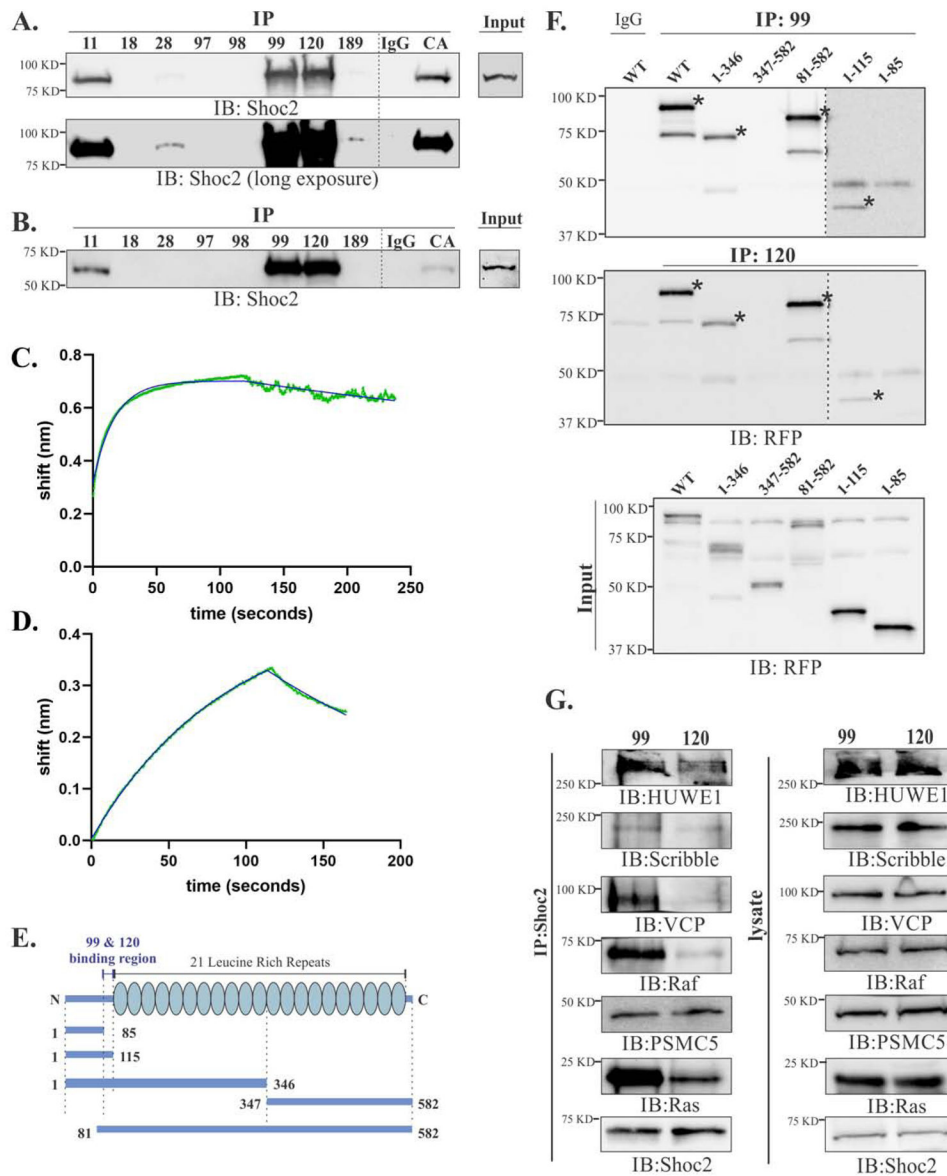 A.
IP
Input
11 18 28 97 98 99 120 189 IgG CA
100 KD
75 KD
IB: Shoc2
100 KD
75 KD
IB: Shoc2 (long exposure)
B.
IP
Input
11 18 28 97 98 99 120 189 IgG CA
75 KD
50 KD
IB: Shoc2
C.
shift (nm)
0.8
0.6
0.4
0.2
0.0
0 50 100 150 200 250
time (seconds)
D.
shift (nm)
0.4
0.3
0.2
0.1
0.0
0 50 100 150 200
time (seconds)
E.
99 & 120
binding region
21 Leucine Rich Repeats
N C
1 85
1 115
1 346
347 582
81 582
F.
IgG IP: 99
WT WT 1-346 347-582 81-582 1-115 1-85
100 KD
* *
75 KD
*
50 KD
*
37 KD
IP: 120
100 KD
* *
75 KD
*
50 KD
*
37 KD
IB: RFP
WT 1-346 347-582 81-582 1-115 1-85
Input
100 KD
75 KD
50 KD
37 KD
IB: RFP
G.
IP:Shoc2
99 120
250 KD
IB:HUWE1
250 KD
IB:Scribble
100 KD
IB:VCP
75 KD
IB:Raf
50 KD
IB:PSMC5
25 KD
IB:Ras
75 KD
IB:Shoc2
lysate
99 120
250 KD
IB:HUWE1
250 KD
IB:Scribble
100 KD
IB:VCP
75 KD
IB:Raf
50 KD
IB:PSMC5
25 KD
IB:Ras
75 KD
IB:Shoc2